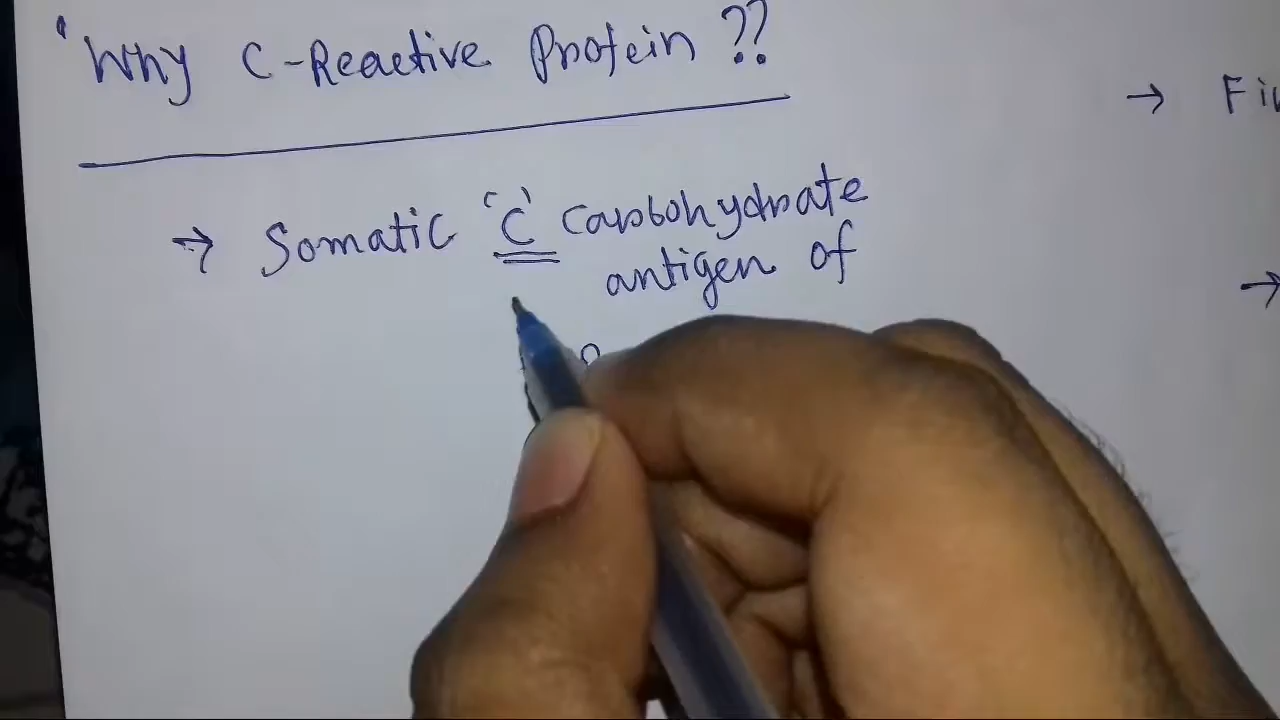 'Why C-Reactive Protein ??
→ Somatic 'C' Carbohydrate
antigen of
→ Fi
→